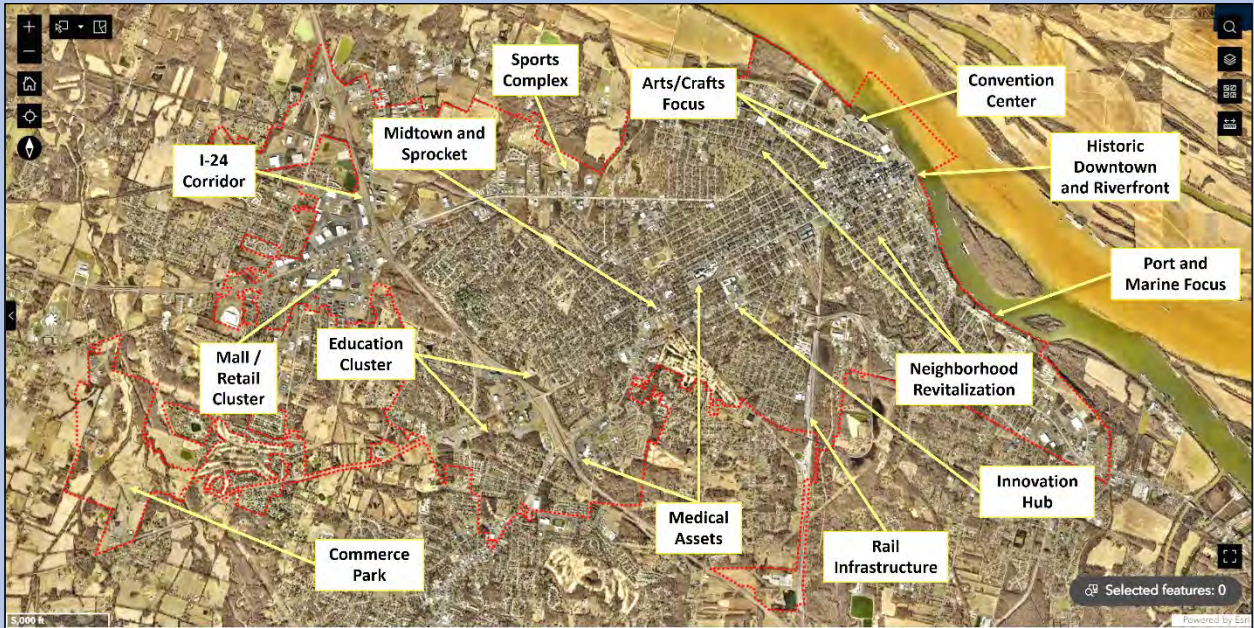 Sports
Complex
Arts/Crafts
Focus
Convention
Center
Midtown and
Sprocket
Historic
Downtown
and Riverfront
I-24
Corridor
Port and
Marine Focus
Mall /
Retail
Cluster
Education
Cluster
Neighborhood
Revitalization
Innovation
Hub
Medical
Assets
Rail
Infrastructure
Commerce
Park
Selected features: 0
5,000 ft
Powered by Esri